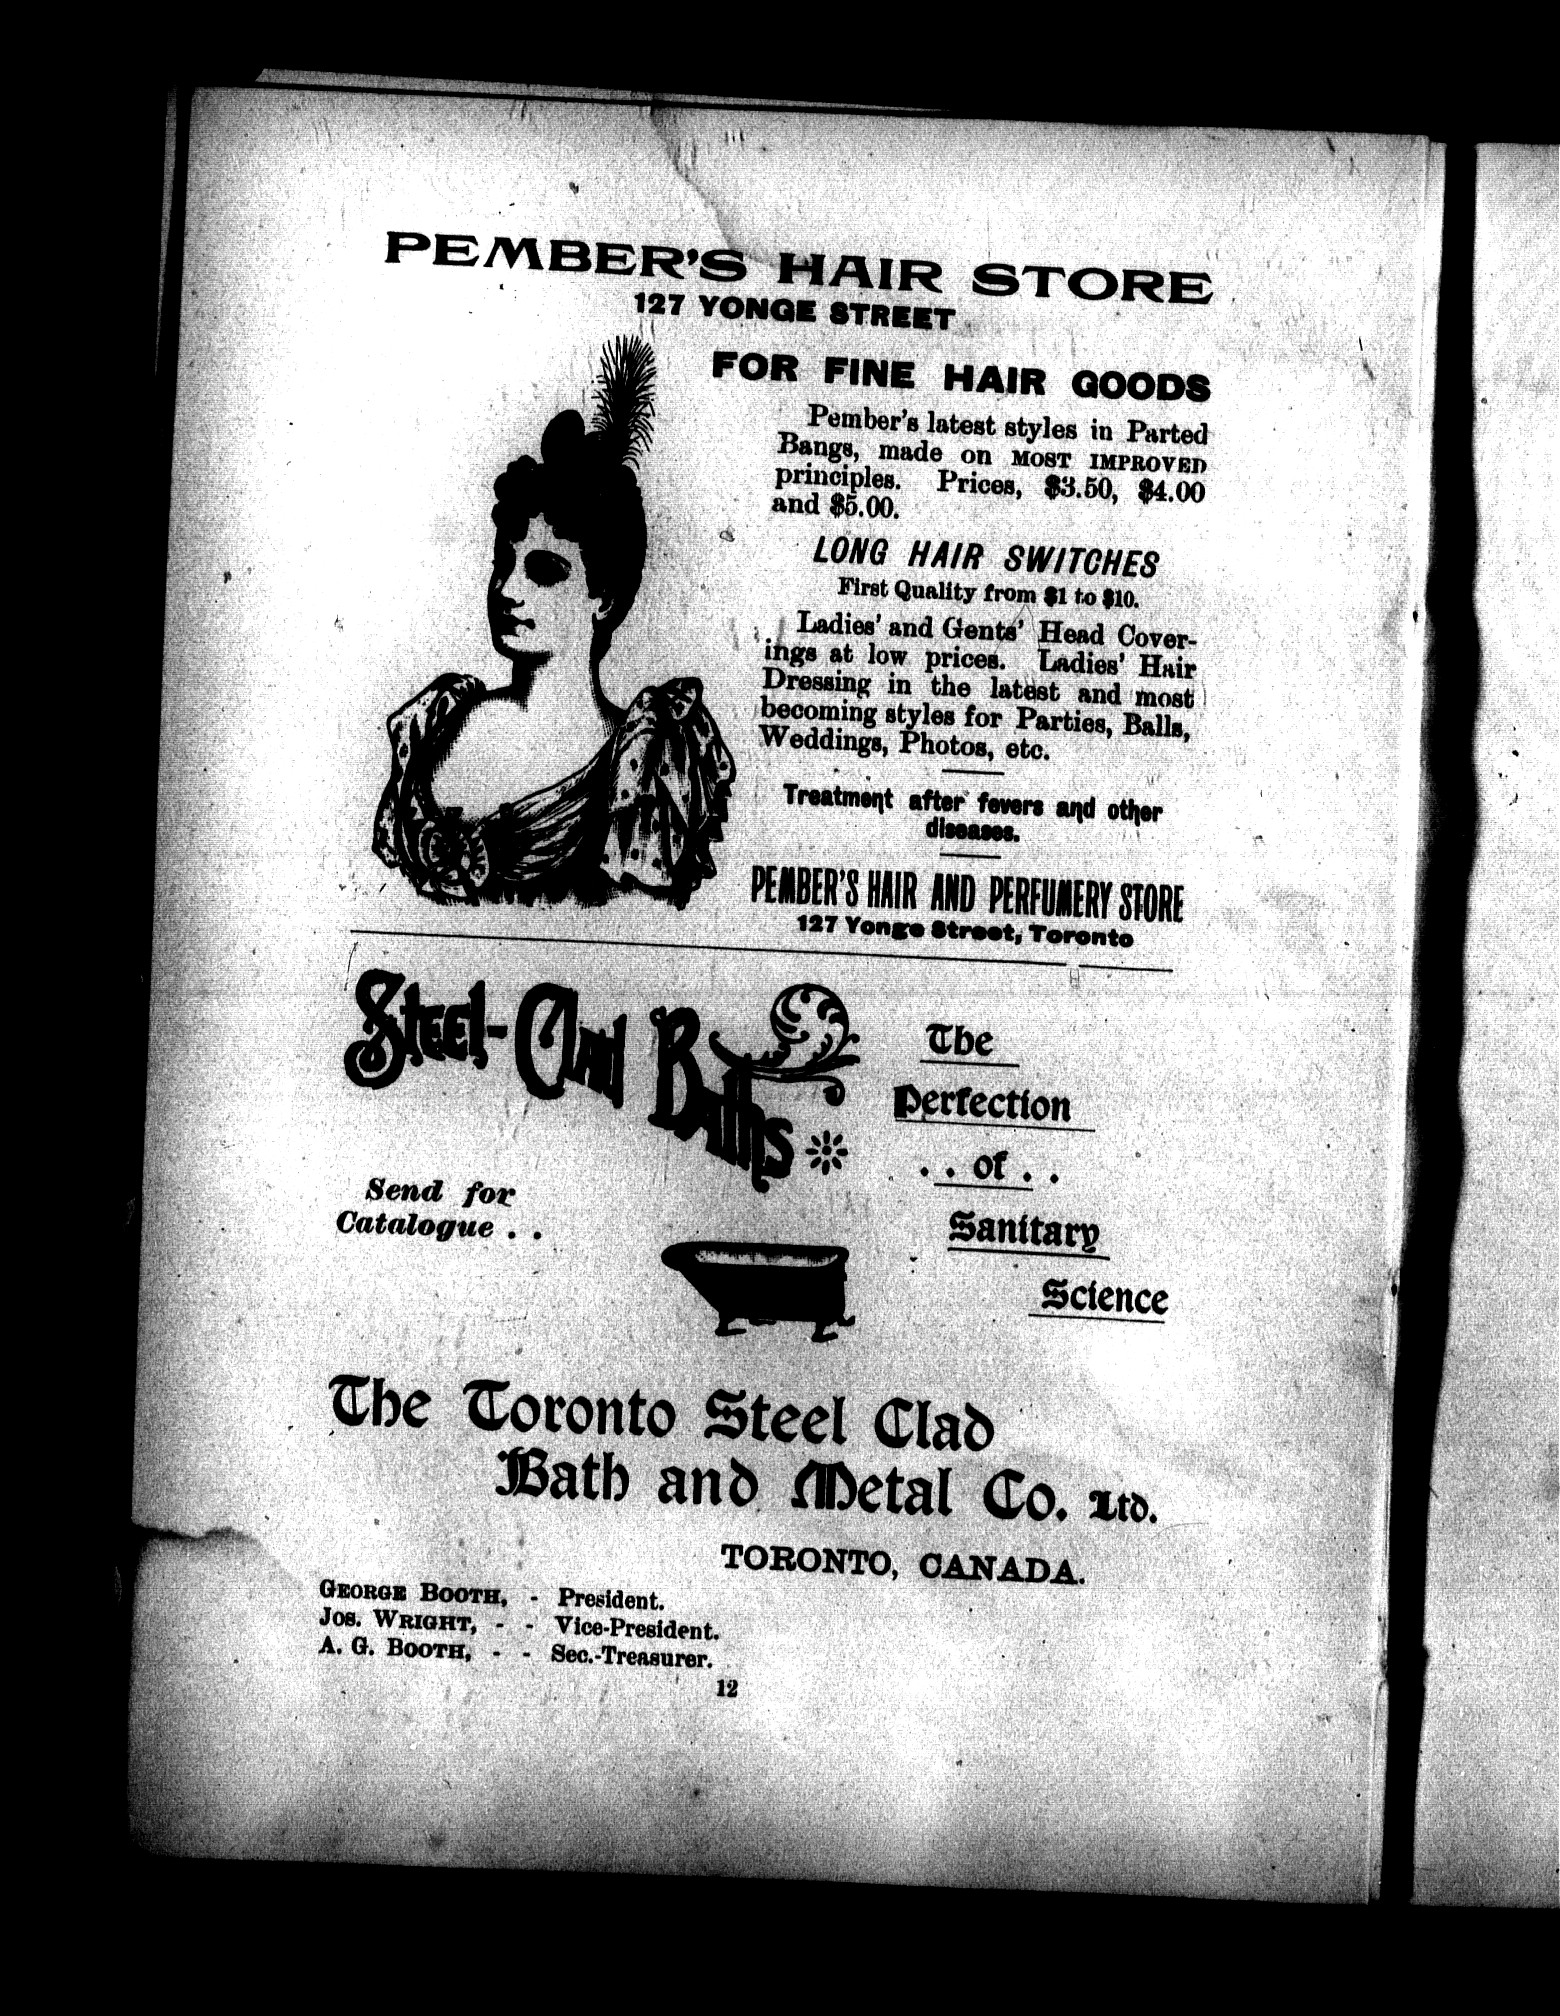 PEMBER'S HAIR STORE
127 YONGE STREET
FOR FINE HAIR GOODS
Pember's latest styles in Parted
Bangs, made on MOST IMPROVED
principles. Prices, $3.50, $4.00
and $5.00.
LONG HAIR SWITCHES
First Quality from $1 to $10.
Ladies' and Gents' Head Cover-
ings at low prices. Ladies' Hair
Dressing in the latest and most
becoming styles for Parties, Balls,
Weddings, Photos, etc.
Treatment after fevers and other
diseases.
PEMBER'S HAIR AND PERFUMERY STORE
127 Yonge Street, Toronto
Steel-Clad Baths
The
Perfection
. . of . .
Sanitary
Science
Send for
Catalogue . .
The Toronto Steel Clad
Bath and Metal Co. Ltd.
TORONTO, CANADA.
GEORGE BOOTH, - President.
JOS. WRIGHT, - - Vice-President.
A. G. BOOTH, - - Sec.-Treasurer.
12